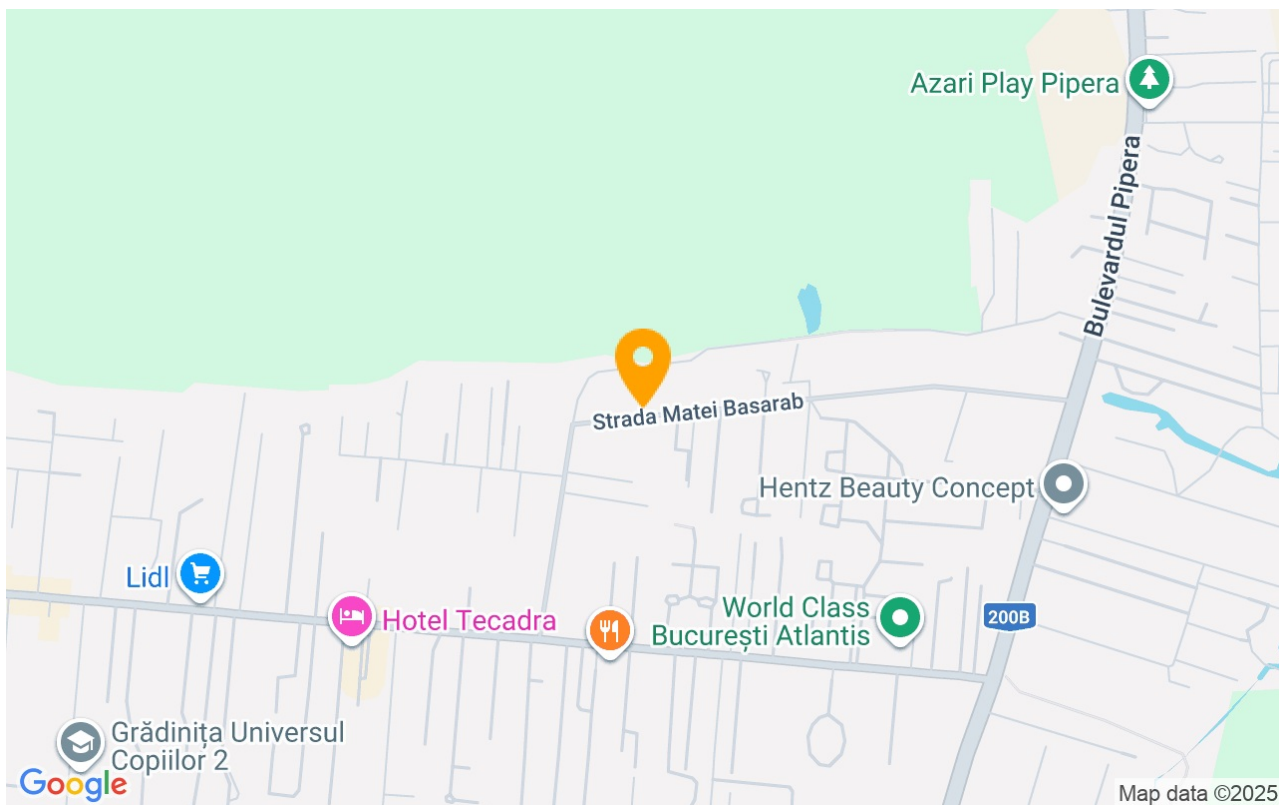 Azari Play Pipera
Bulevardul Pipera
Strada Matei Basarab
Hentz Beauty Concept
Lidl
Hotel Tecadra
World Class
București Atlantis
200B
Grădinița Universul
Copiilor 2
Google
Map data ©2025